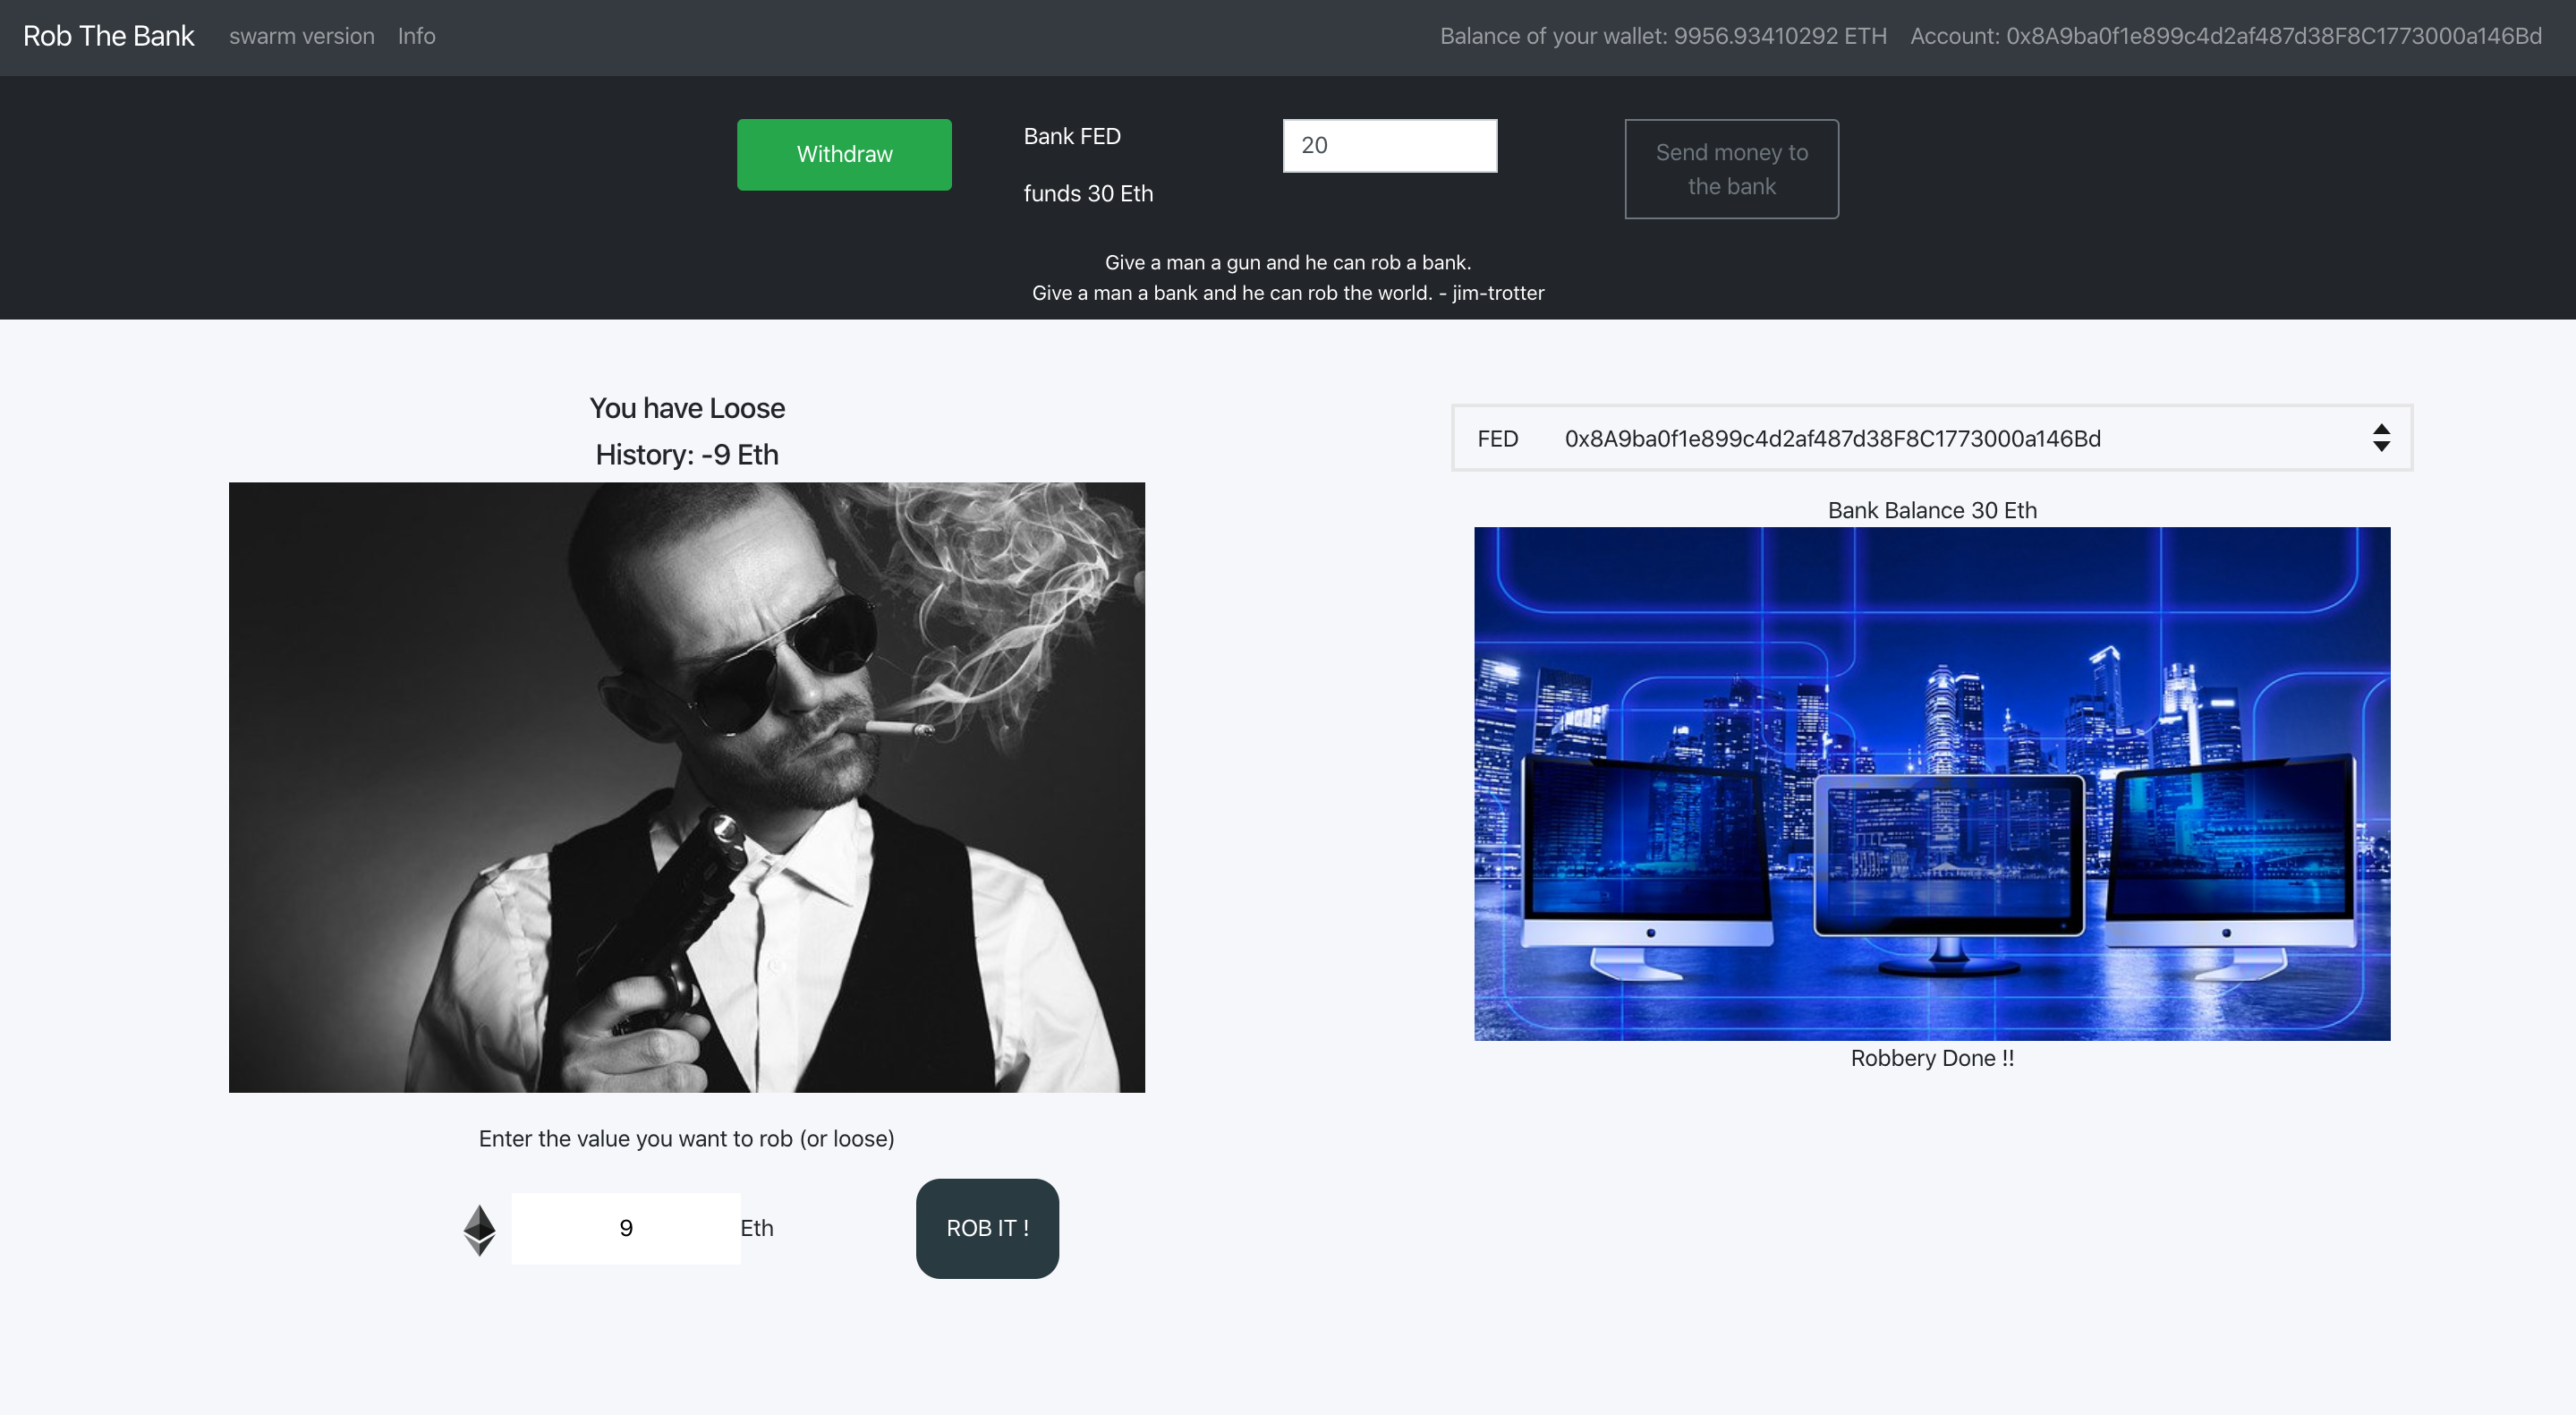 Rob The Bank swarm version Info Balance of your wallet: 9956.93410292 ETH Account: 0x8A9ba0f1e899c4d2af487d38F8C1773000a146Bd
Withdraw
Bank FED
funds 30 Eth
20
Send money to
the bank
Give a man a gun and he can rob a bank.
Give a man a bank and he can rob the world. - jim-trotter
You have Loose
History: -9 Eth
Enter the value you want to rob (or loose)
9 Eth
ROB IT !
FED 0x8A9ba0f1e899c4d2af487d38F8C1773000a146Bd
Bank Balance 30 Eth
Robbery Done !!